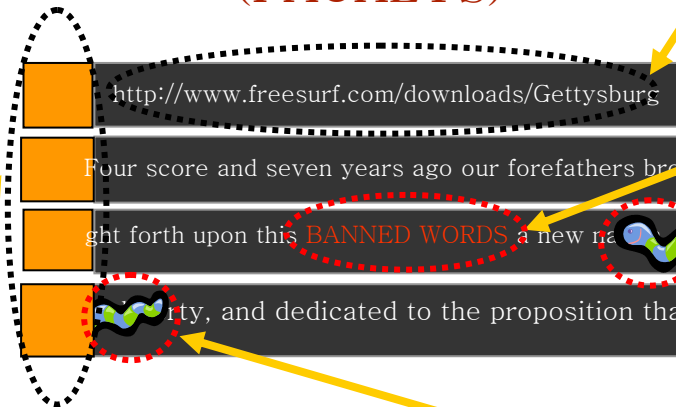 (PACKETS)
http://www.freesurf.com/downloads/Gettysburg
Four score and seven years ago our forefathers bro
ght forth upon this BANNED WORDS a new na
rty, and dedicated to the proposition tha